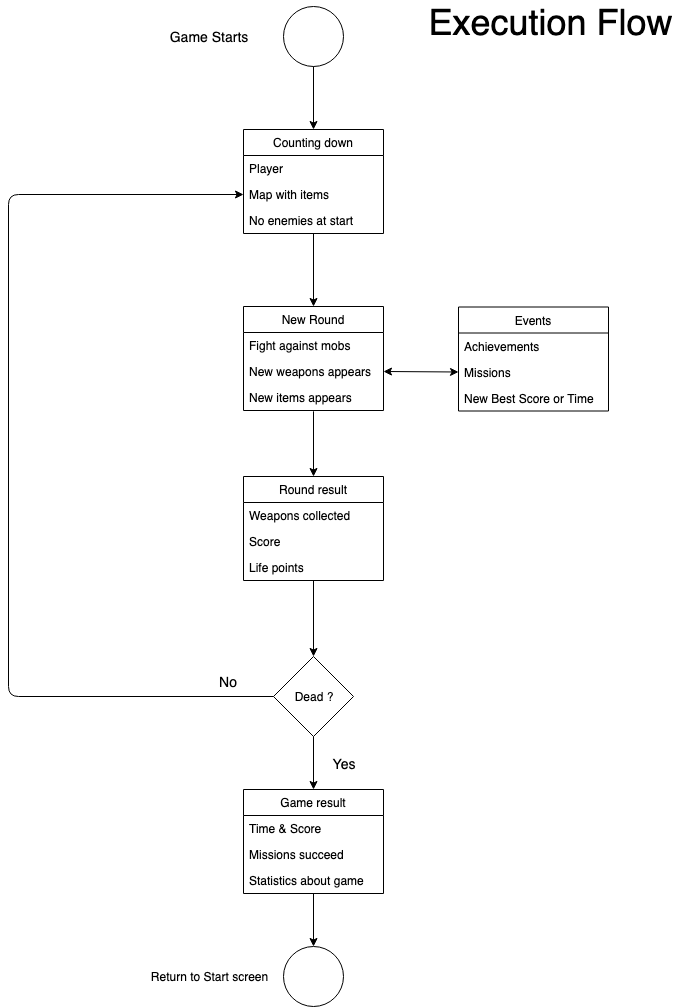 Execution Flow
Game Starts
Counting down
Player
Map with items
No enemies at start
New Round
Fight against mobs
New weapons appears
New items appears
Events
Achievements
Missions
New Best Score or Time
Round result
Weapons collected
Score
Life points
No
Dead ?
Yes
Game result
Time & Score
Missions succeed
Statistics about game
Return to Start screen